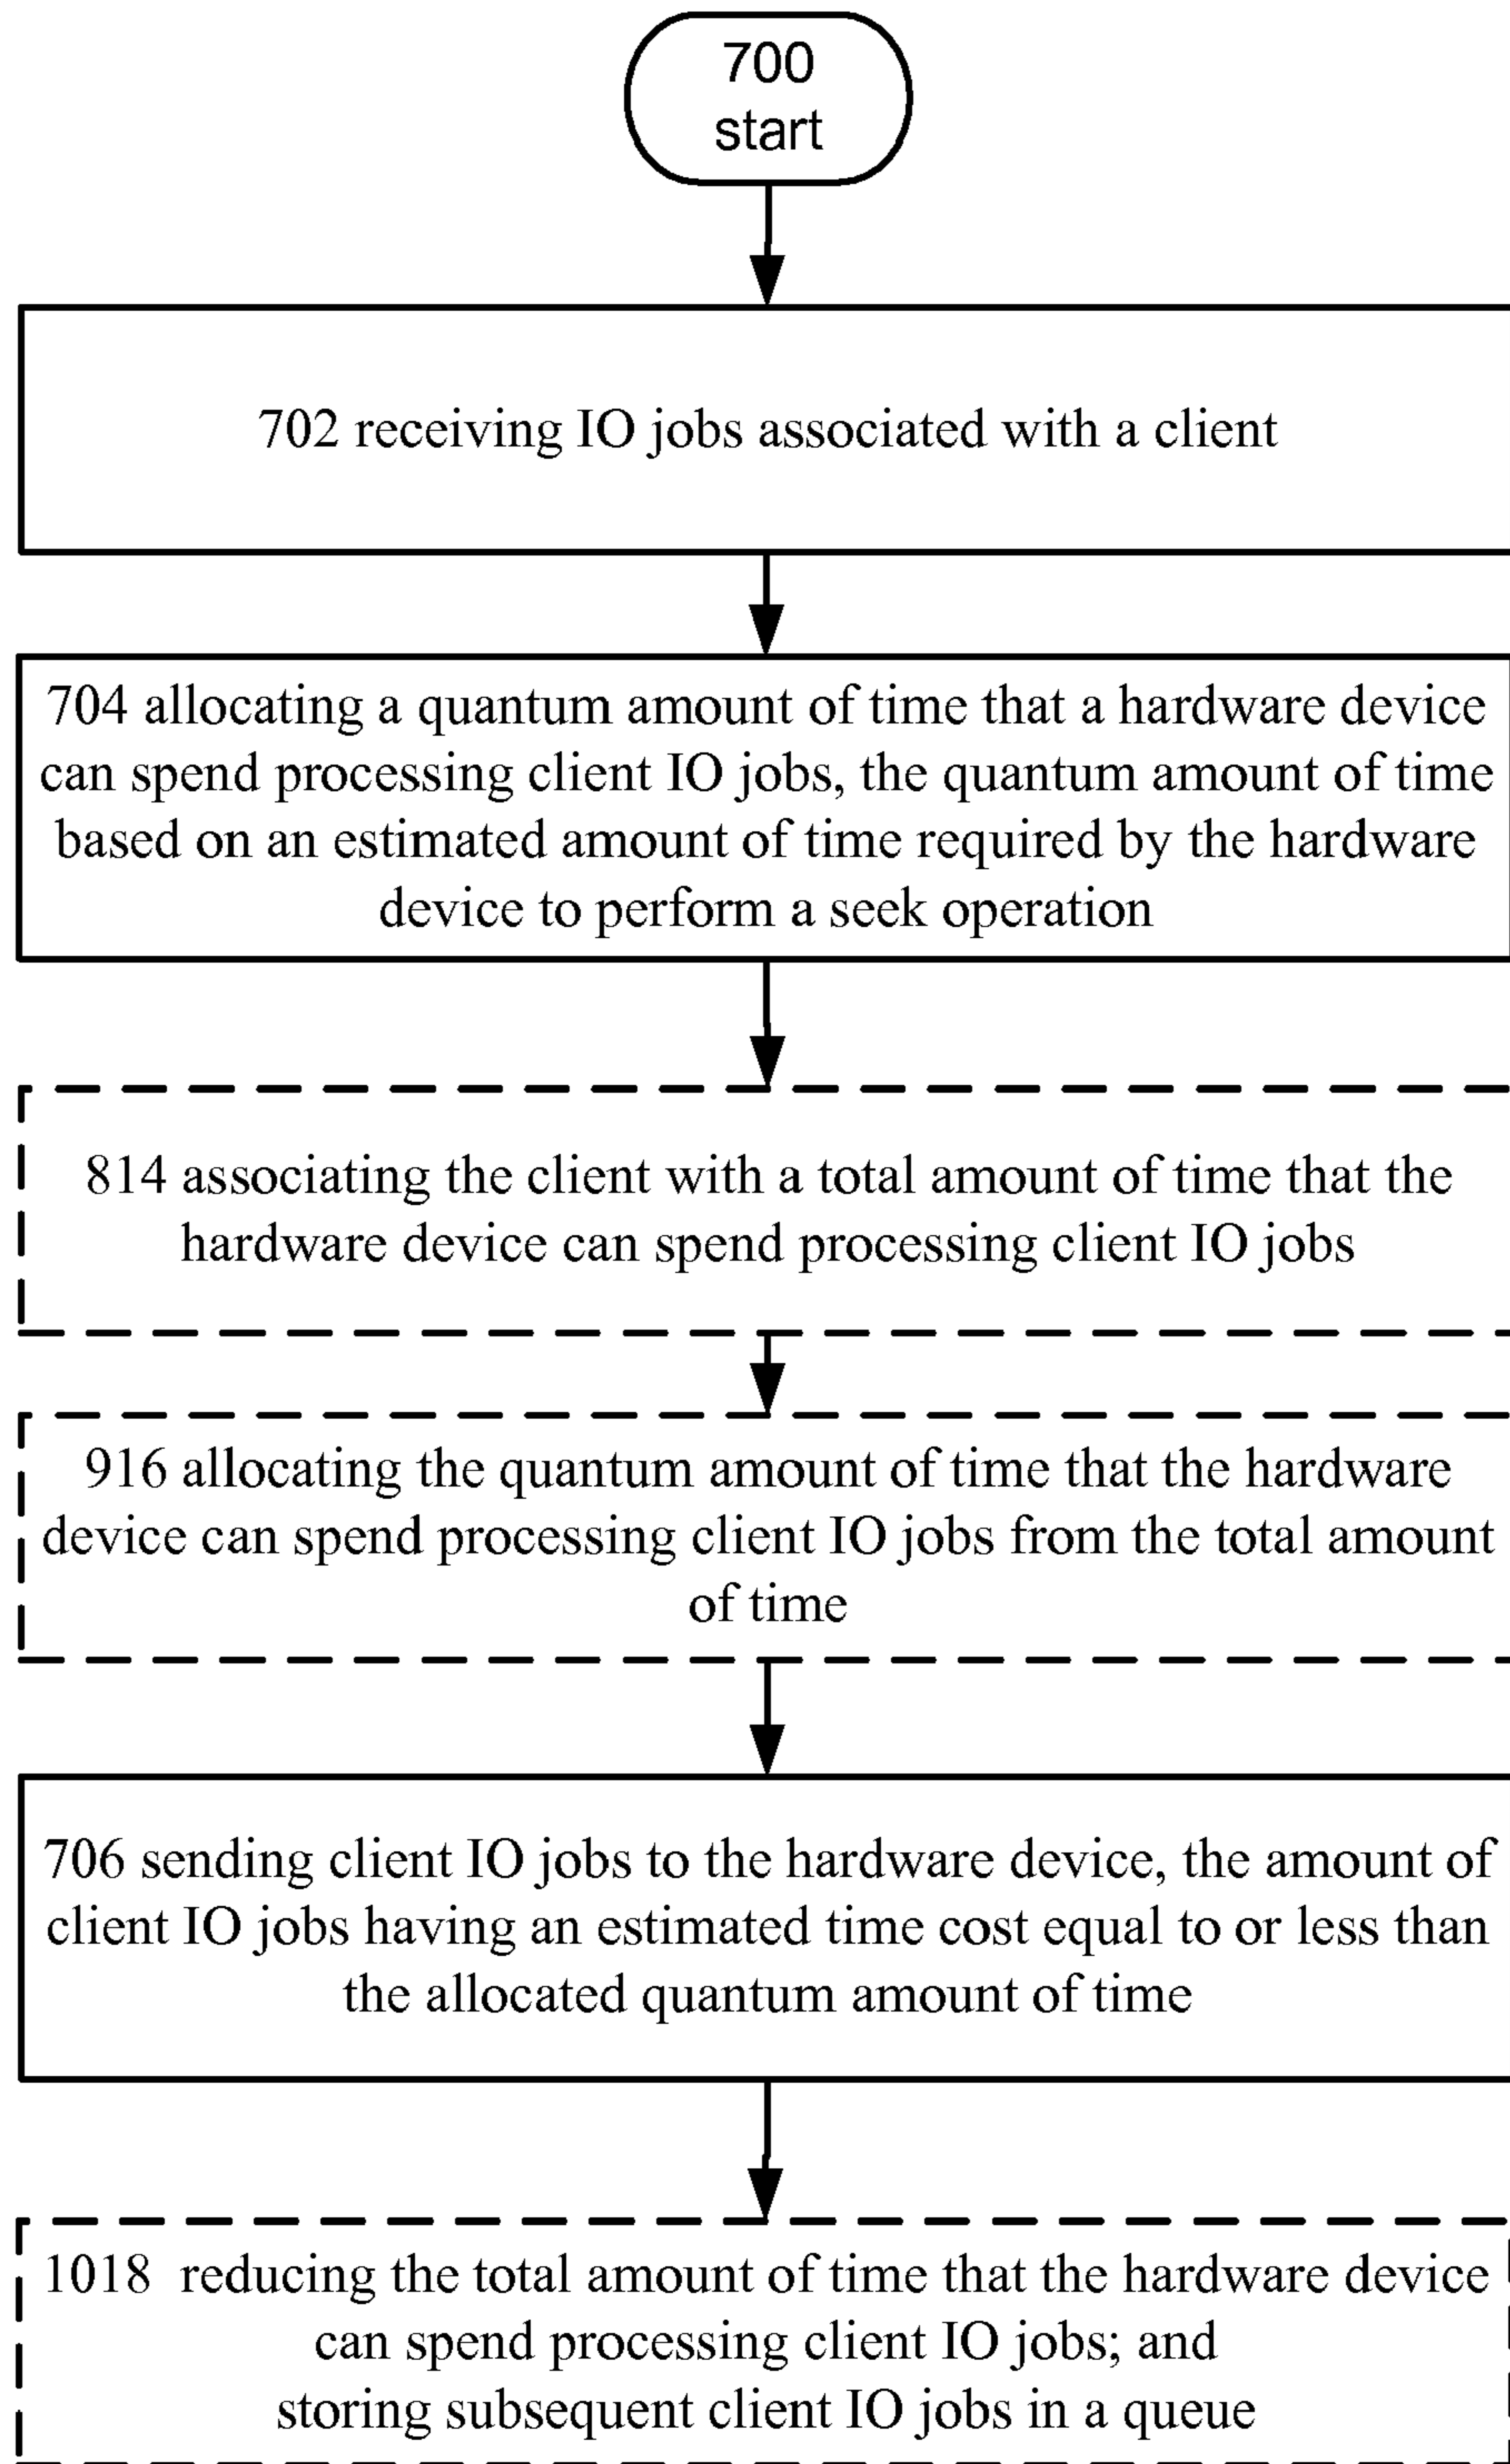 700
start
702 receiving IO jobs associated with a client
704 allocating a quantum amount of time that a hardware device
can spend processing client IO jobs, the quantum amount of time
based on an estimated amount of time required by the hardware
device to perform a seek operation
814 associating the client with a total amount of time that the
hardware device can spend processing client IO jobs
916 allocating the quantum amount of time that the hardware
device can spend processing client IO jobs from the total amount
of time
706 sending client IO jobs to the hardware device, the amount of
client IO jobs having an estimated time cost equal to or less than
the allocated quantum amount of time
1018  reducing the total amount of time that the hardware device
can spend processing client IO jobs; and
storing subsequent client IO jobs in a queue